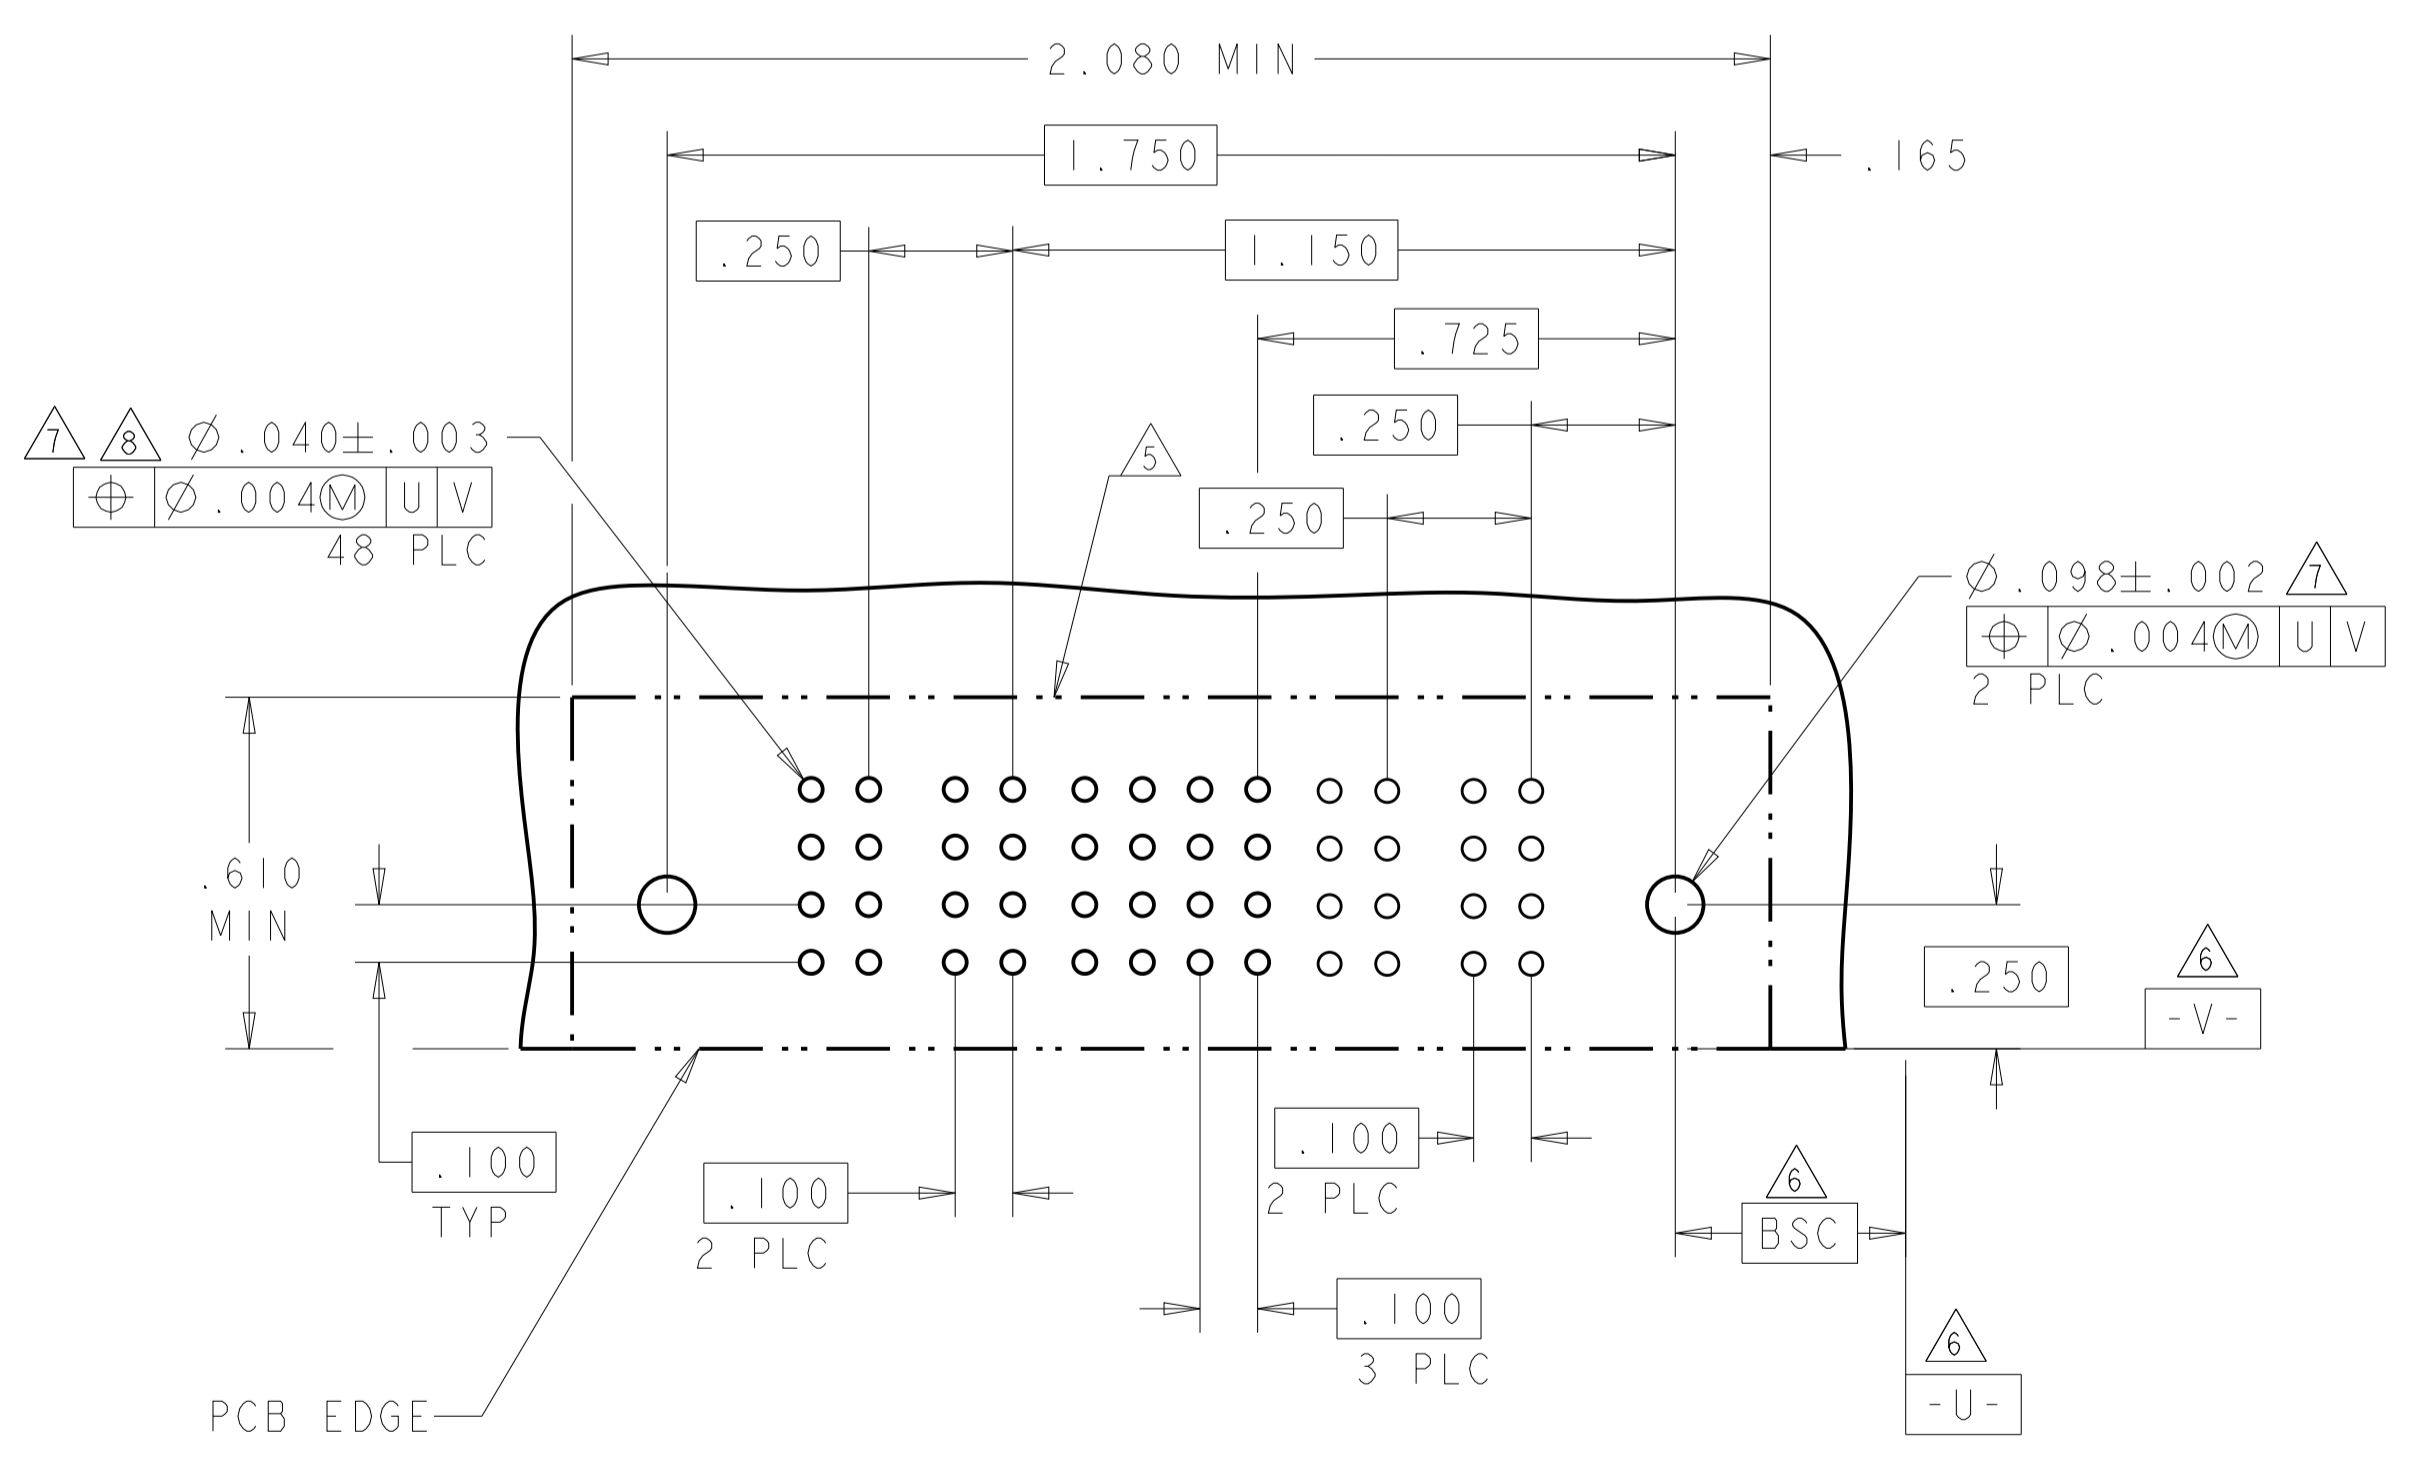 2.080 MIN
1.750
.165
.250
1.150
.725
.250
7 8 Ø.040±.003
5
⌖ Ø.004Ⓜ U V
.250
48 PLC
Ø.098±.002 7
⌖ Ø.004Ⓜ U V
2 PLC
.610
MIN
6
.250
-V-
.100
TYP
.100
2 PLC
.100
2 PLC
6
BSC
.100
3 PLC
6
-U-
PCB EDGE